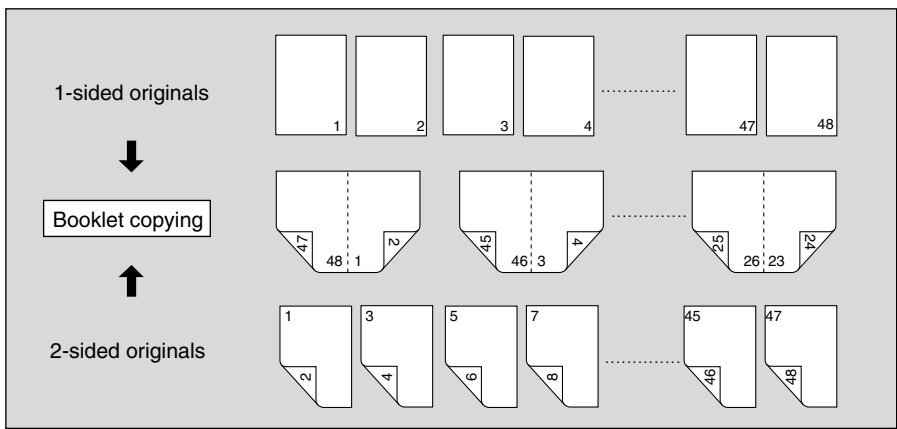 1-sided originals
1 2 3 4 47 48
Booklet copying
47 48 1 2 45 46 3 4 25 26 23 24
2-sided originals
1 3 5 7 45 47
2 4 6 8 46 48